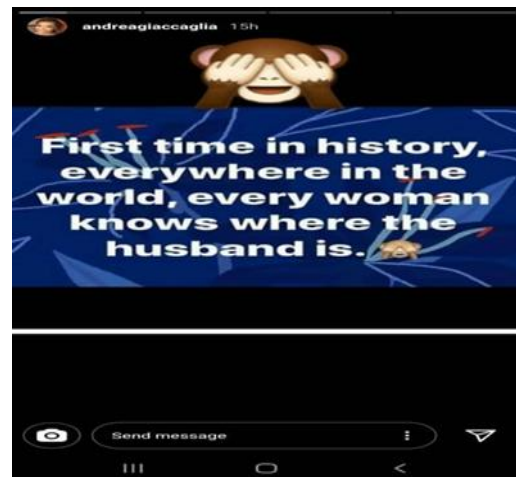 andreagiaccaglia 15h
First time in history,
everywhere in the
world, every woman
knows where the
husband is. 🙈
Send message